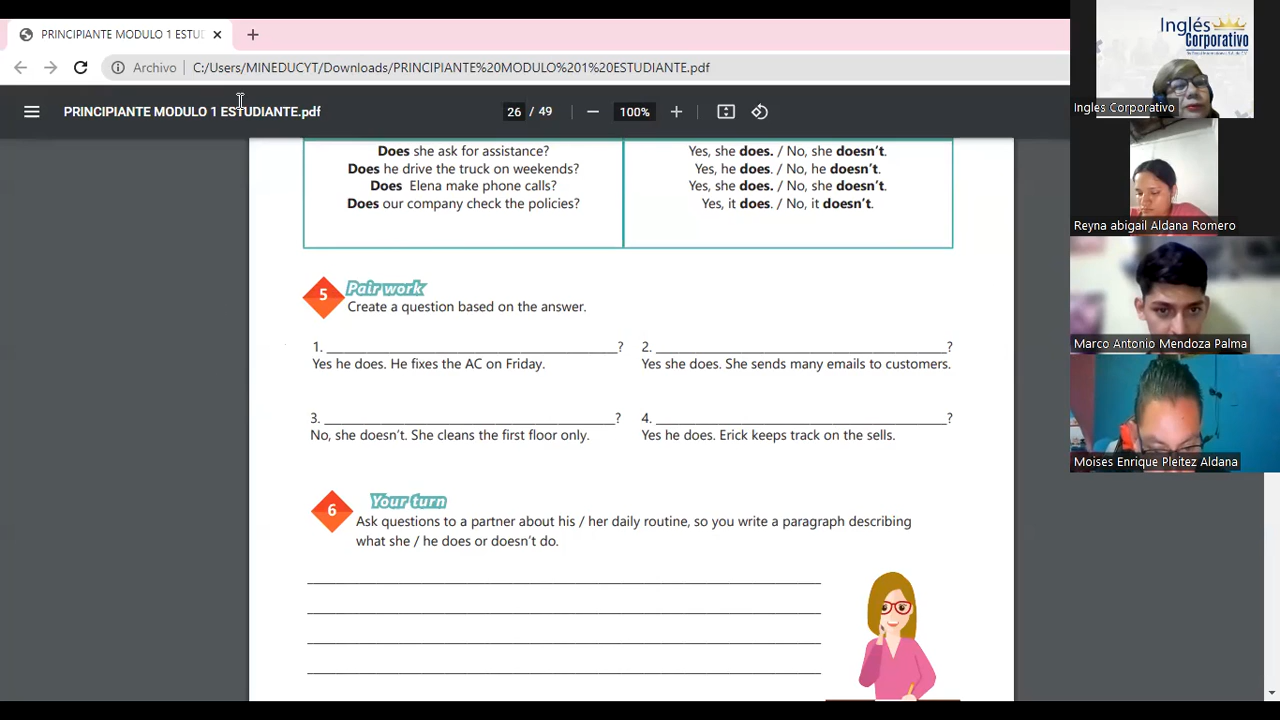 PRINCIPIANTE MODULO 1 ESTU
Archivo
C:/Users/MINEDUCYT/Downloads/PRINCIPIANTE%20MODULO%201%20ESTUDIANTE.pdf
PRINCIPIANTE MODULO 1 ESTUDIANTE.pdf
26 / 49
100%
Does she ask for assistance?
Does he drive the truck on weekends?
Does Elena make phone calls?
Does our company check the policies?
Yes, she does. / No, she doesn't.
Yes, he does. / No, he doesn't.
Yes, she does. / No, she doesn't.
Yes, it does. / No, it doesn't.
5
Pair work
Create a question based on the answer.
1. ______________________________________?
Yes he does. He fixes the AC on Friday.
2. ______________________________________?
Yes she does. She sends many emails to customers.
3. ______________________________________?
No, she doesn't. She cleans the first floor only.
4. ______________________________________?
Yes he does. Erick keeps track on the sells.
6
Your turn
Ask questions to a partner about his / her daily routine, so you write a paragraph describing
what she / he does or doesn't do.
Inglés
Corporativo
Ingles Corporativo
Reyna abigail Aldana Romero
Marco Antonio Mendoza Palma
Moises Enrique Pleitez Aldana